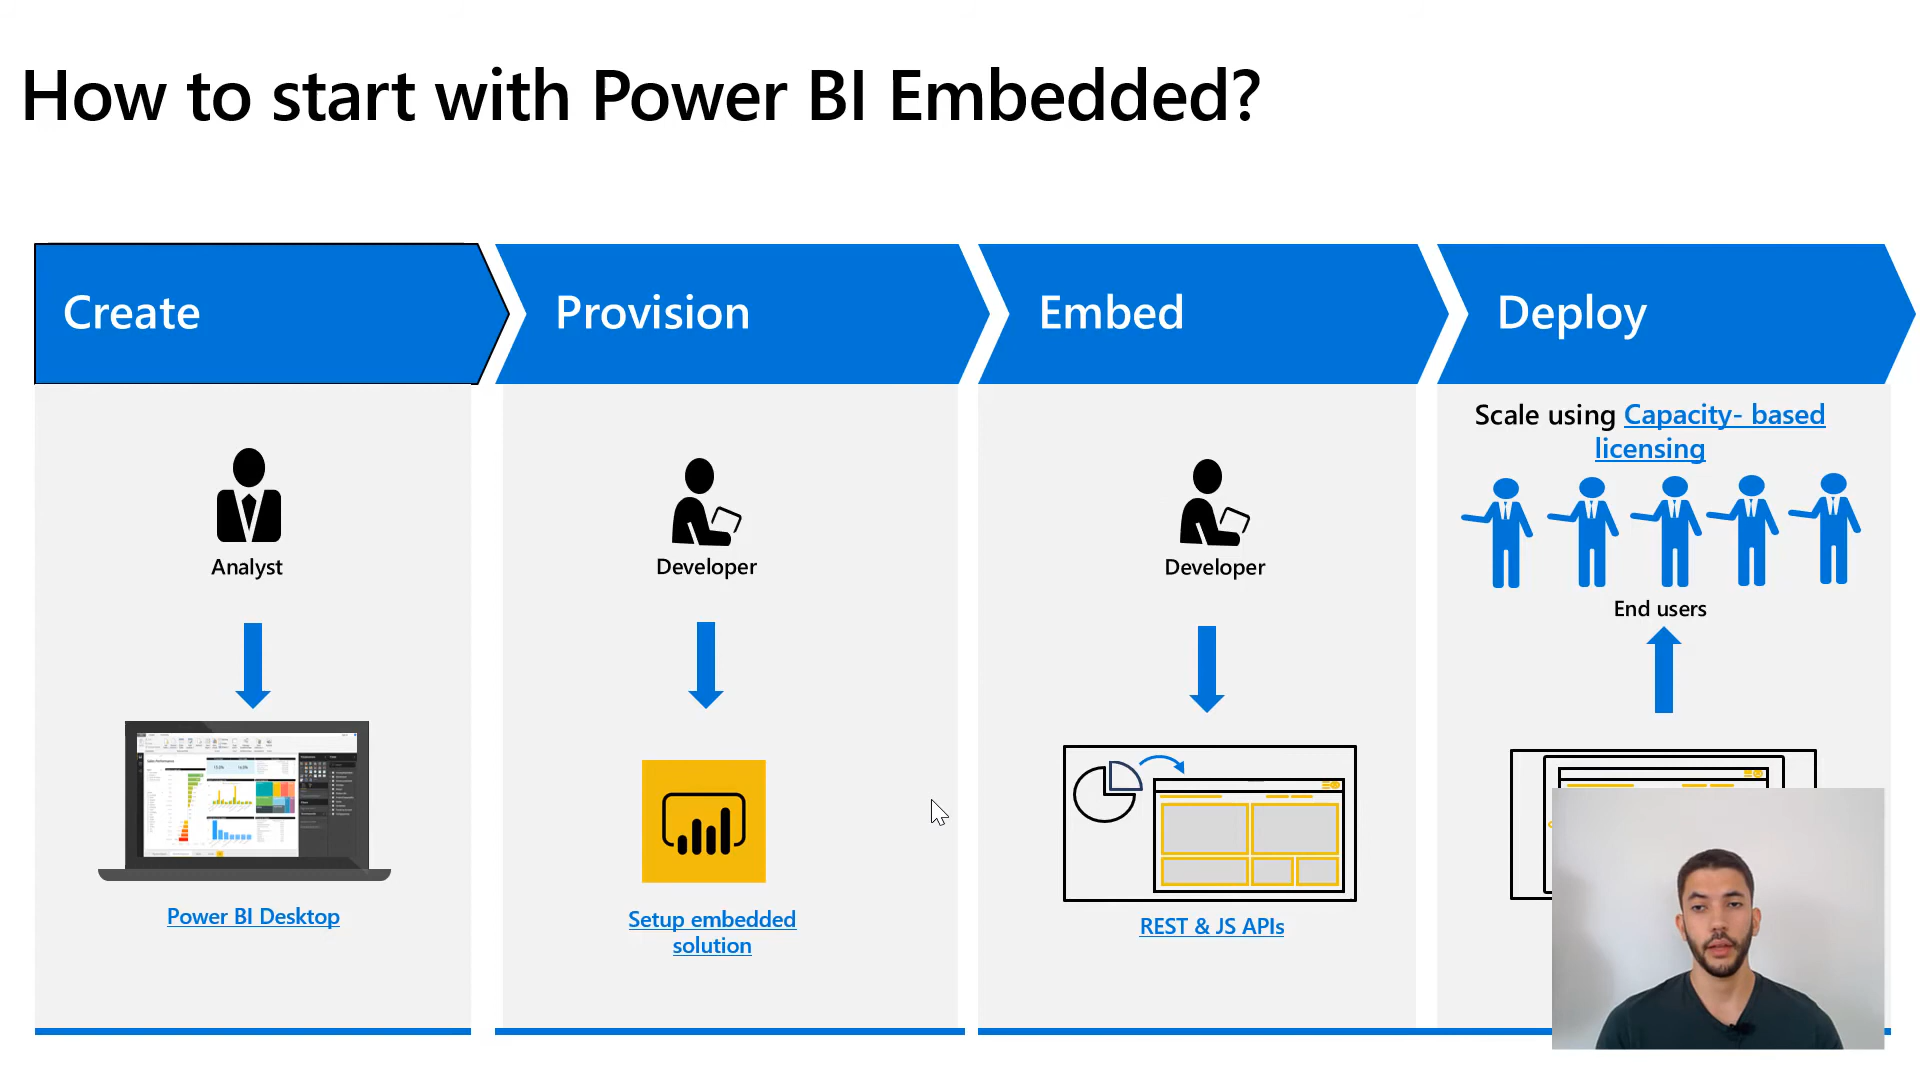 How to start with Power BI Embedded?
Create
Provision
Embed
Deploy
Analyst
Power BI Desktop
Developer
Setup embedded
solution
Developer
REST & JS APIs
Scale using Capacity- based
licensing
End users